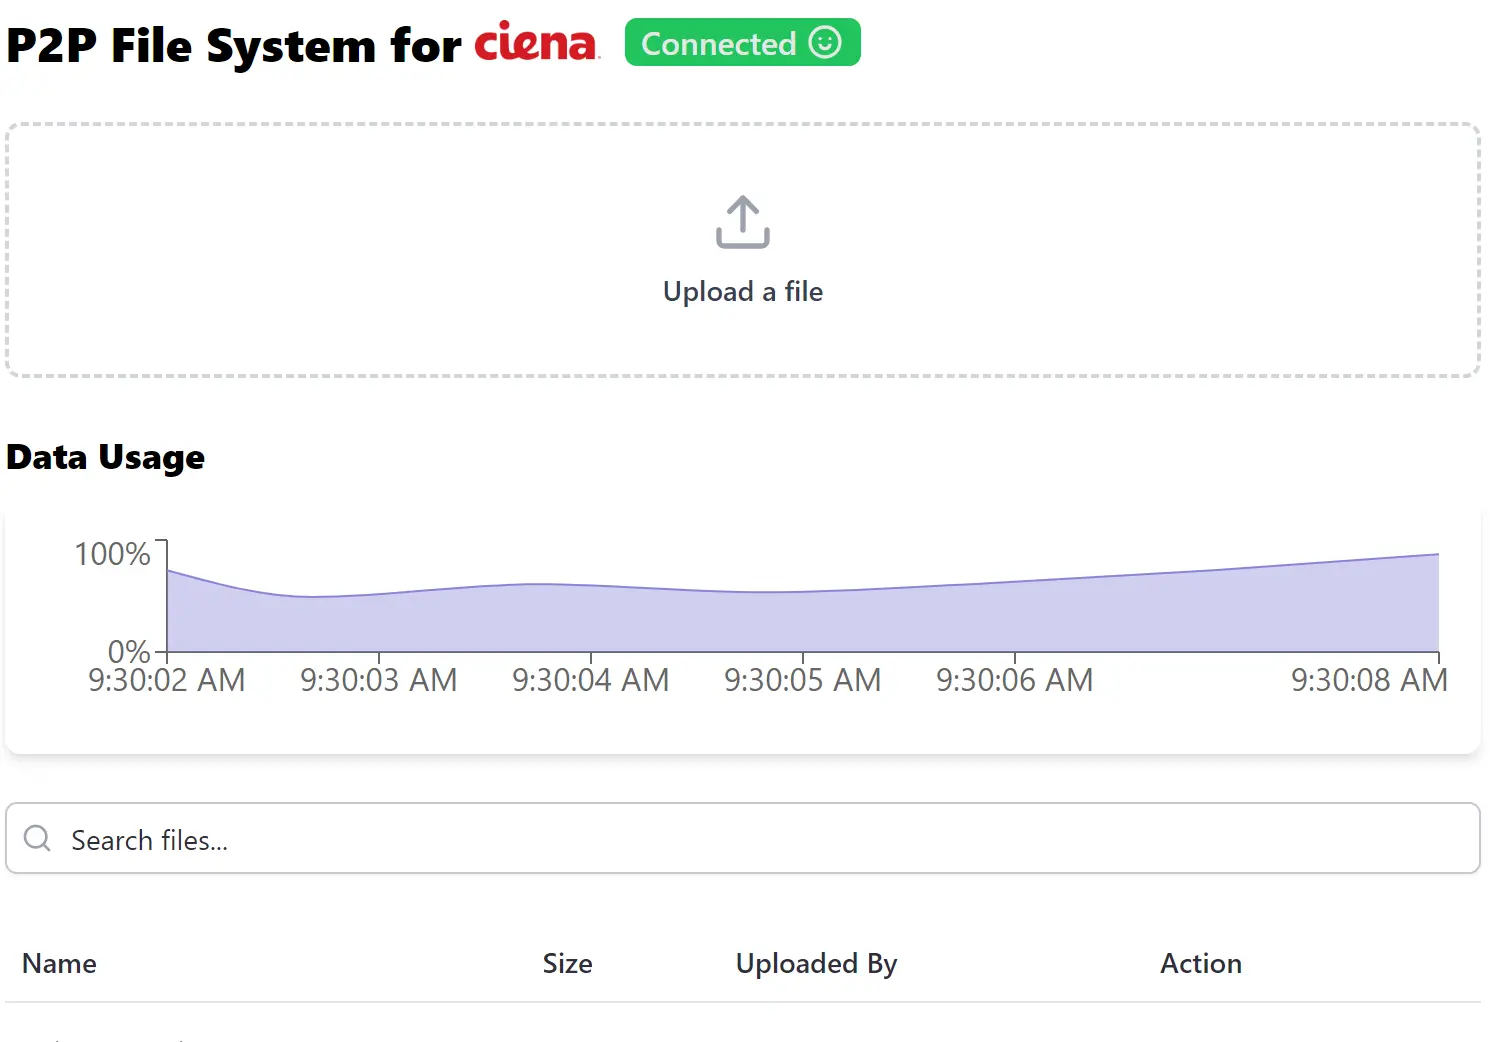 P2P File System for ciena Connected
Upload a file
Data Usage
100%
0%
9:30:02 AM 9:30:03 AM 9:30:04 AM 9:30:05 AM 9:30:06 AM 9:30:08 AM
Search files...
Name Size Uploaded By Action